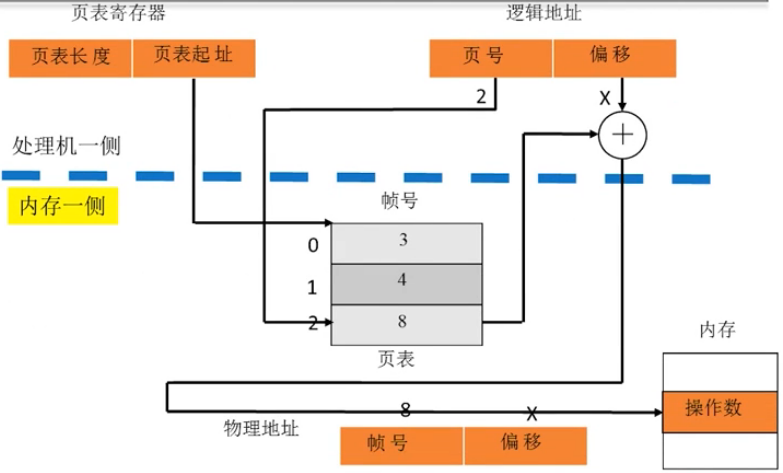 页表寄存器
逻辑地址
页表长度
页表起址
页号
偏移
2
X
+
处理机一侧
内存一侧
帧号
0
3
1
4
2
8
页表
内存
8
X
操作数
物理地址
帧号
偏移